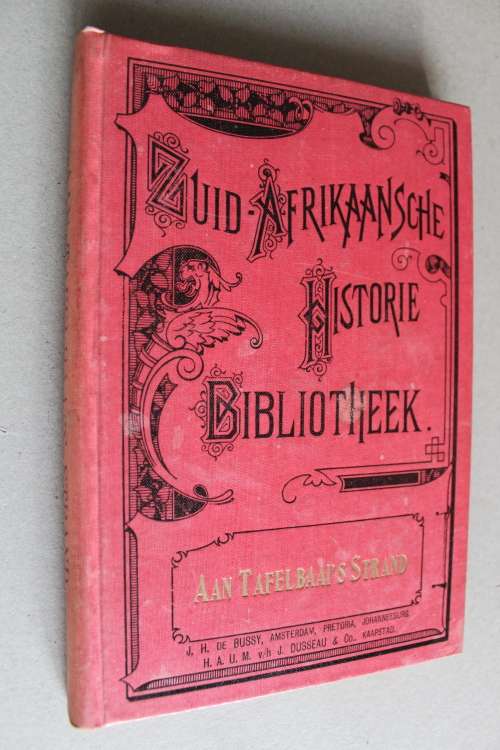 ZUID-AFRIKAANSCHE
HISTORIE
BIBLIOTHEEK.
AAN TAFELBAAI'S STRAND
J. H. DE BUSSY, AMSTERDAM, PRETORIA, JOHANNESBURG.
H. A. U. M. v/h J. DUSSEAU & Co., KAAPSTAD.